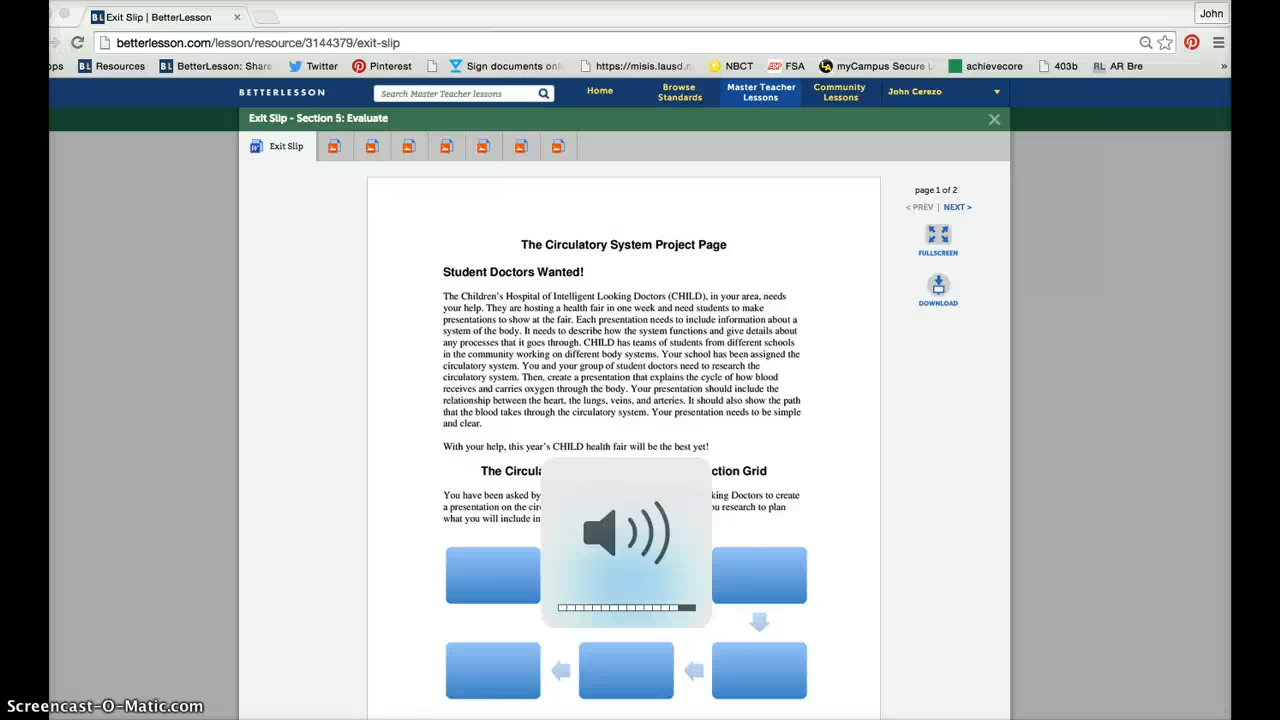 Exit Slip | BetterLesson
John
betterlesson.com/lesson/resource/3144379/exit-slip
ops Resources BetterLesson: Share Twitter Pinterest Sign documents onl https://misis.lausd. NBCT FSA myCampus Secure L achievecore 403b AR Bre »
BETTERLESSON Search Master Teacher lessons Home Browse Standards Master Teacher Lessons Community Lessons John Cerezo
Exit Slip - Section 5: Evaluate
Exit Slip
page 1 of 2
< PREV | NEXT >
FULLSCREEN
DOWNLOAD
The Circulatory System Project Page
Student Doctors Wanted!
The Children's Hospital of Intelligent Looking Doctors (CHILD), in your area, needs
your help. They are hosting a health fair in one week and need students to make
presentations to show at the fair. Each presentation needs to include information about a
system of the body. It needs to describe how the system functions and give details about
any processes that it goes through. CHILD has teams of students from different schools
in the community working on different body systems. Your school has been assigned the
circulatory system. You and your group of student doctors need to research the
circulatory system. Then, create a presentation that explains the cycle of how blood
receives and carries oxygen through the body. Your presentation should include the
relationship between the heart, the lungs, veins, and arteries. It should also show the path
that the blood takes through the circulatory system. Your presentation needs to be simple
and clear.
With your help, this year's CHILD health fair will be the best yet!
The Circula ction Grid
You have been asked by king Doctors to create
a presentation on the circ u research to plan
what you will include in
Screencast-O-Matic.com